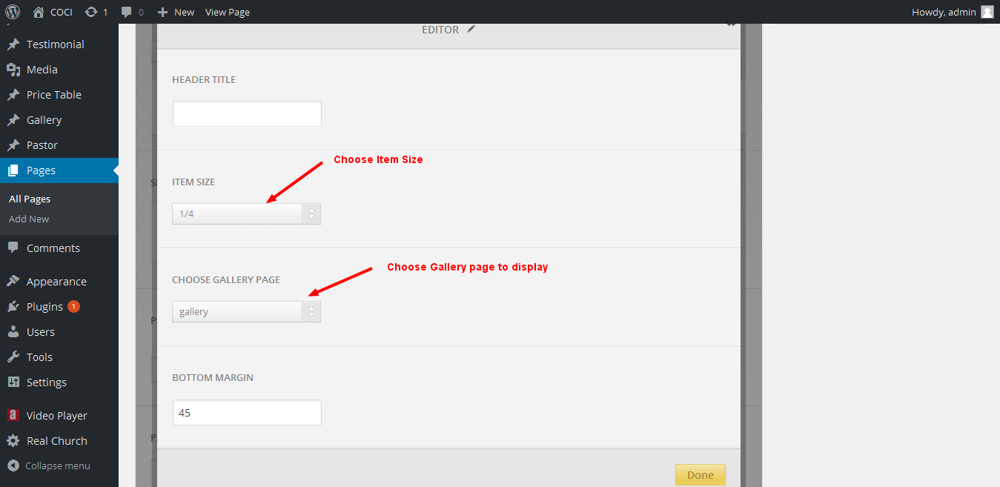 COCI 1 0 New View Page Howdy, admin
Testimonial
Media
Price Table
Gallery
Pastor
Pages
All Pages
Add New
Comments
Appearance
Plugins 1
Users
Tools
Settings
a Video Player
Real Church
Collapse menu
EDITOR
HEADER TITLE
Choose Item Size
ITEM SIZE
1/4
Choose Gallery page to display
CHOOSE GALLERY PAGE
gallery
BOTTOM MARGIN
45
Done